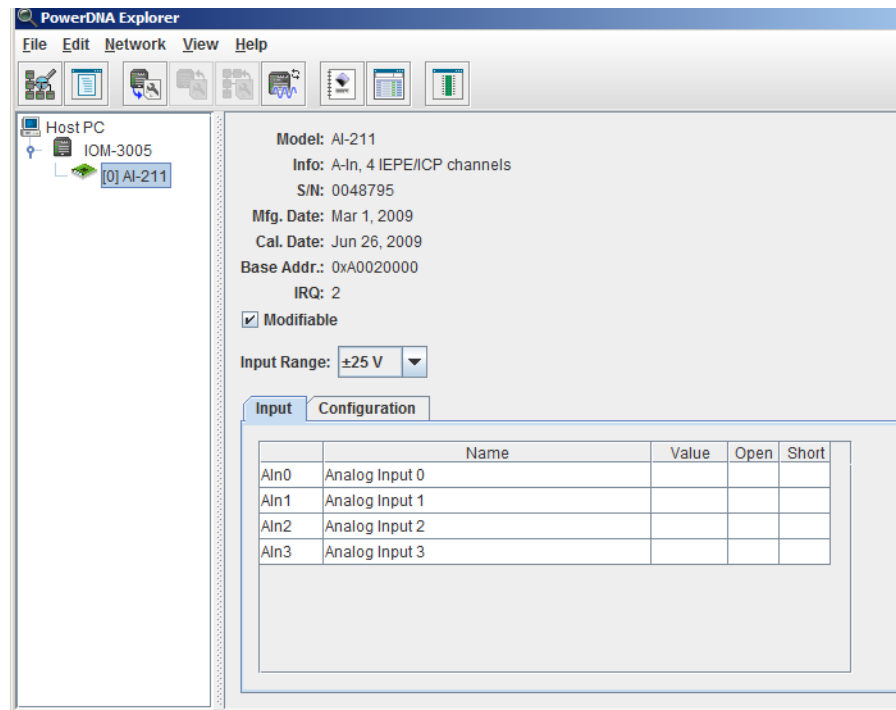 PowerDNA Explorer
File Edit Network View Help
Host PC
IOM-3005
[0] AI-211
Model: AI-211
Info: A-In, 4 IEPE/ICP channels
S/N: 0048795
Mfg. Date: Mar 1, 2009
Cal. Date: Jun 26, 2009
Base Addr.: 0xA0020000
IRQ: 2
Modifiable
Input Range: ±25 V
Input Configuration
Name Value Open Short
AIn0 Analog Input 0
AIn1 Analog Input 1
AIn2 Analog Input 2
AIn3 Analog Input 3